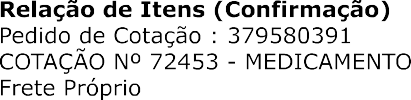 Relação de Itens (Confirmação)
Pedido de Cotação : 379580391
COTAÇÃO Nº 72453 - MEDICAMENTO
Frete Próprio